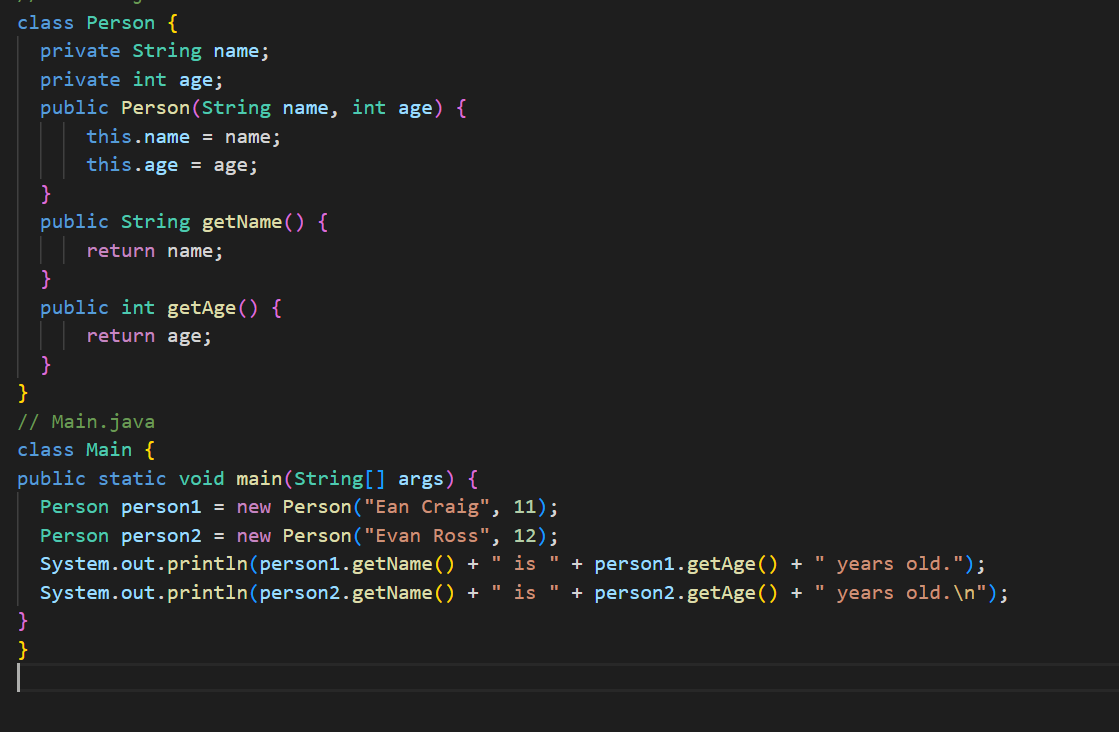 class Person {
  private String name;
  private int age;
  public Person(String name, int age) {
      this.name = name;
      this.age = age;
  }
  public String getName() {
      return name;
  }
  public int getAge() {
      return age;
  }
}
// Main.java
class Main {
public static void main(String[] args) {
  Person person1 = new Person("Ean Craig", 11);
  Person person2 = new Person("Evan Ross", 12);
  System.out.println(person1.getName() + " is " + person1.getAge() + " years old.");
  System.out.println(person2.getName() + " is " + person2.getAge() + " years old.\n");
}
}